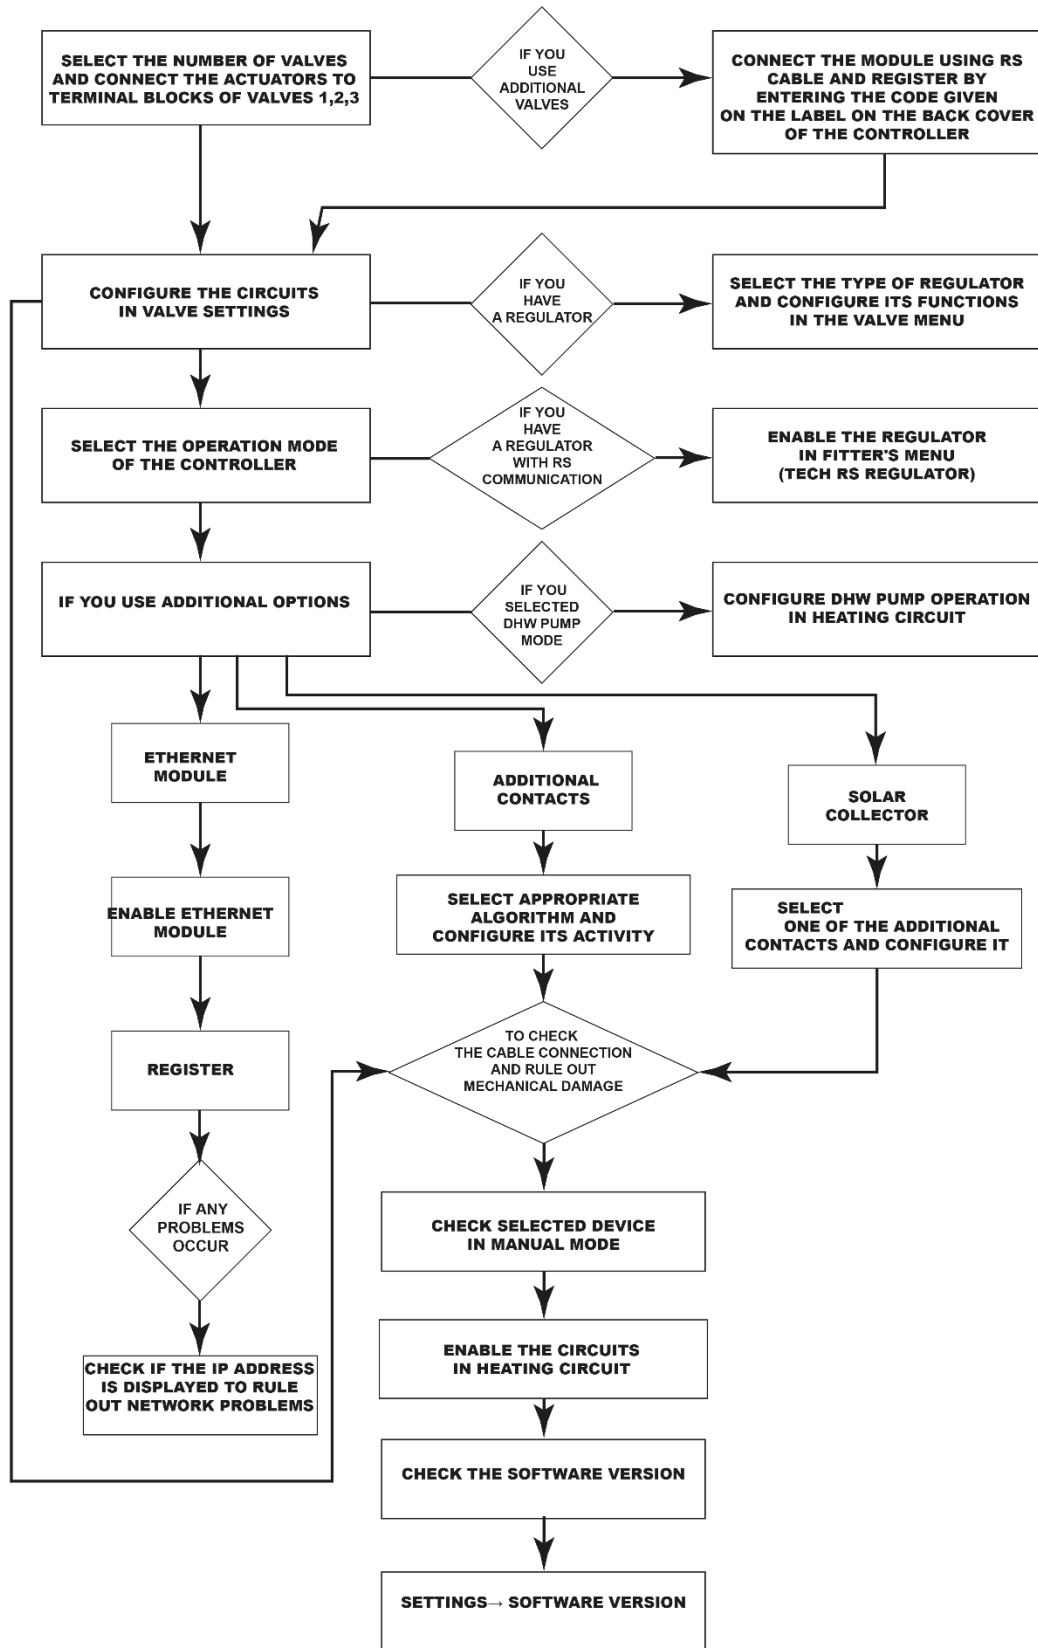 SELECT THE NUMBER OF VALVES
AND CONNECT THE ACTUATORS TO
TERMINAL BLOCKS OF VALVES 1,2,3
IF YOU
USE
ADDITIONAL
VALVES
CONNECT THE MODULE USING RS
CABLE AND REGISTER BY
ENTERING THE CODE GIVEN
ON THE LABEL ON THE BACK COVER
OF THE CONTROLLER
CONFIGURE THE CIRCUITS
IN VALVE SETTINGS
IF YOU
HAVE
A REGULATOR
SELECT THE TYPE OF REGULATOR
AND CONFIGURE ITS FUNCTIONS
IN THE VALVE MENU
SELECT THE OPERATION MODE
OF THE CONTROLLER
IF YOU
HAVE
A REGULATOR
WITH RS
COMMUNICATION
ENABLE THE REGULATOR
IN FITTER'S MENU
(TECH RS REGULATOR)
IF YOU USE ADDITIONAL OPTIONS
IF YOU
SELECTED
DHW PUMP
MODE
CONFIGURE DHW PUMP OPERATION
IN HEATING CIRCUIT
ETHERNET
MODULE
ADDITIONAL
CONTACTS
SOLAR
COLLECTOR
ENABLE ETHERNET
MODULE
SELECT APPROPRIATE
ALGORITHM AND
CONFIGURE ITS ACTIVITY
SELECT
ONE OF THE ADDITIONAL
CONTACTS AND CONFIGURE IT
REGISTER
TO CHECK
THE CABLE CONNECTION
AND RULE OUT
MECHANICAL DAMAGE
IF ANY
PROBLEMS
OCCUR
CHECK SELECTED DEVICE
IN MANUAL MODE
CHECK IF THE IP ADDRESS
IS DISPLAYED TO RULE
OUT NETWORK PROBLEMS
ENABLE THE CIRCUITS
IN HEATING CIRCUIT
CHECK THE SOFTWARE VERSION
SETTINGS→ SOFTWARE VERSION